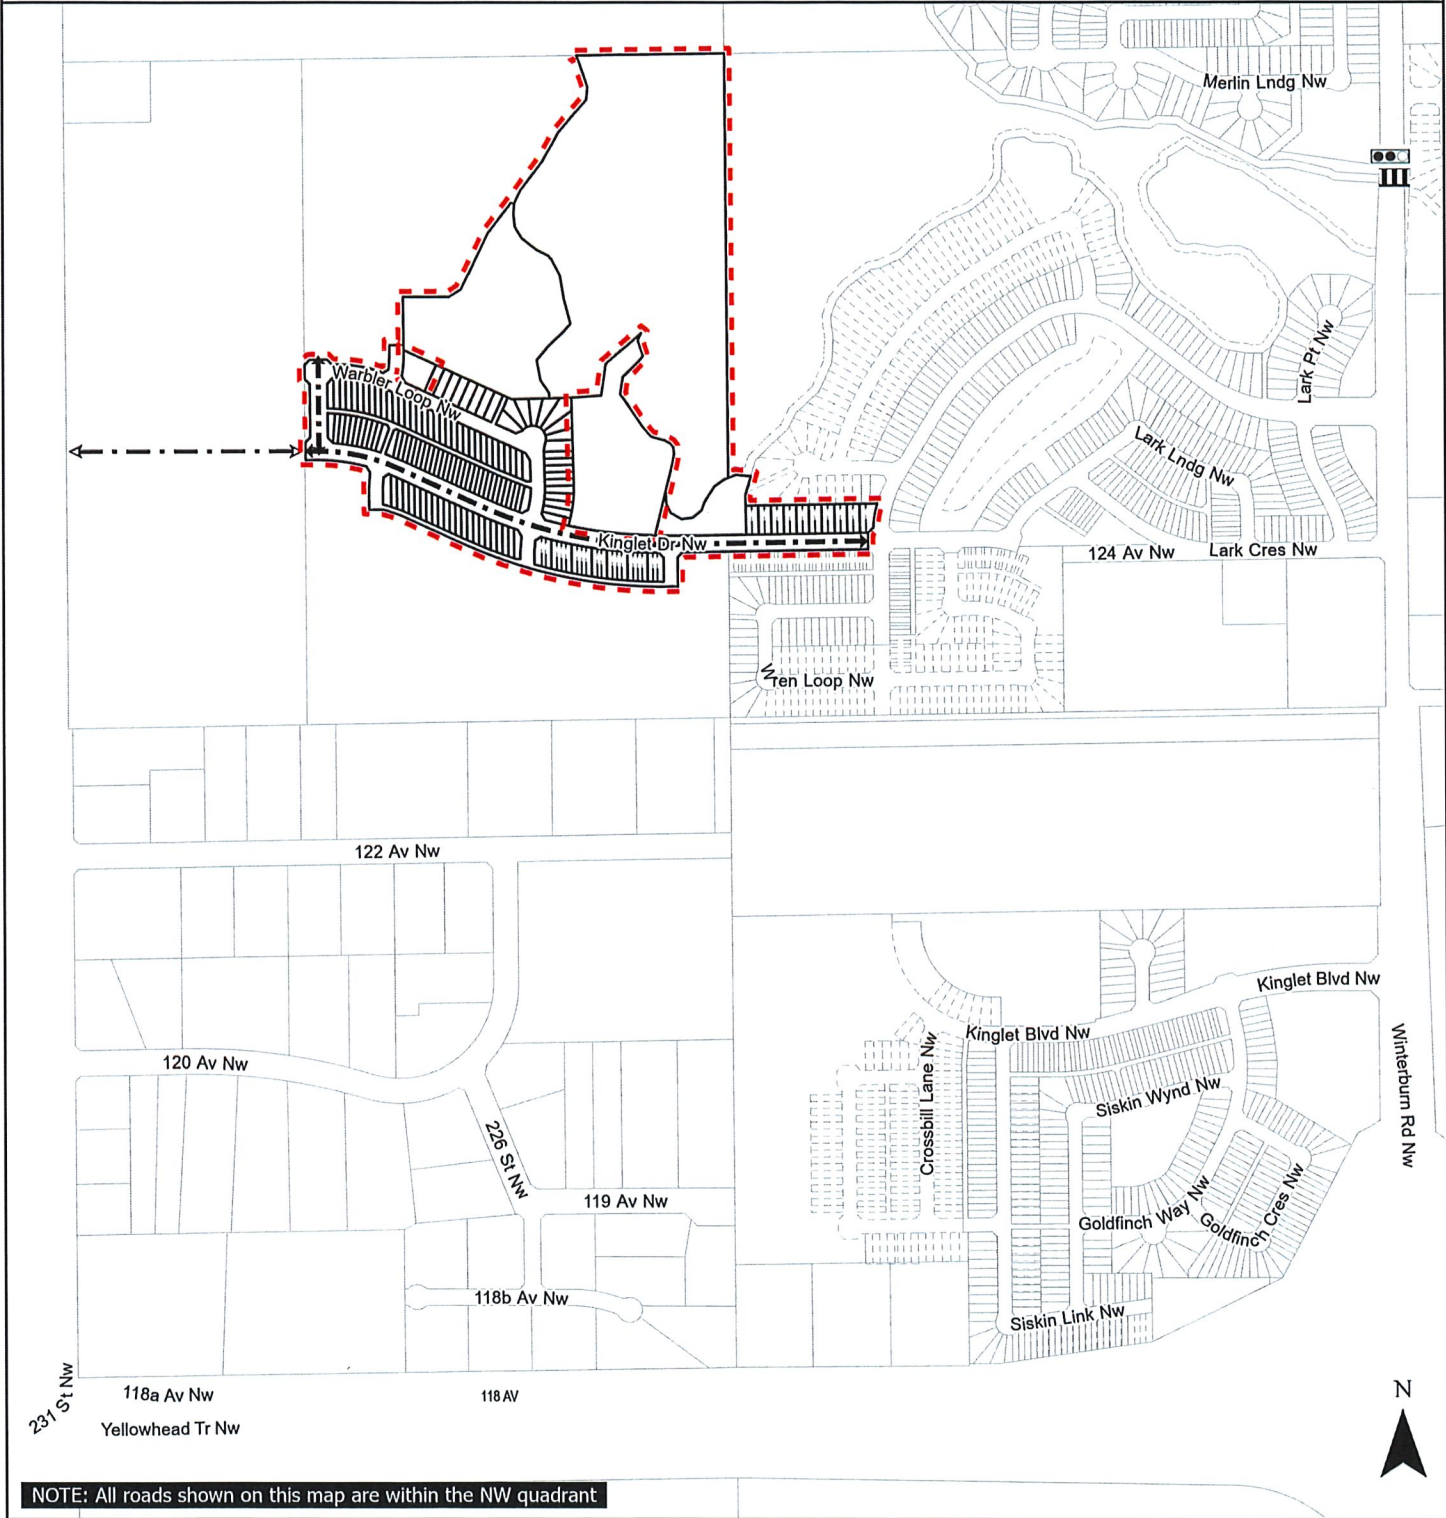 Merlin Lndg Nw
Lark Pt Nw
Warbler Loop Nw
Lark Lndg Nw
Kinglet Dr Nw
124 Av Nw
Lark Cres Nw
Wren Loop Nw
122 Av Nw
Kinglet Blvd Nw
Kinglet Blvd Nw
Winterburn Rd Nw
Crossbill Lane Nw
120 Av Nw
Siskin Wynd Nw
226 St Nw
119 Av Nw
Goldfinch Way Nw
Goldfinch Cres Nw
118b Av Nw
Siskin Link Nw
231 St Nw
118a Av Nw
118 AV
N
Yellowhead Tr Nw
NOTE: All roads shown on this map are within the NW quadrant